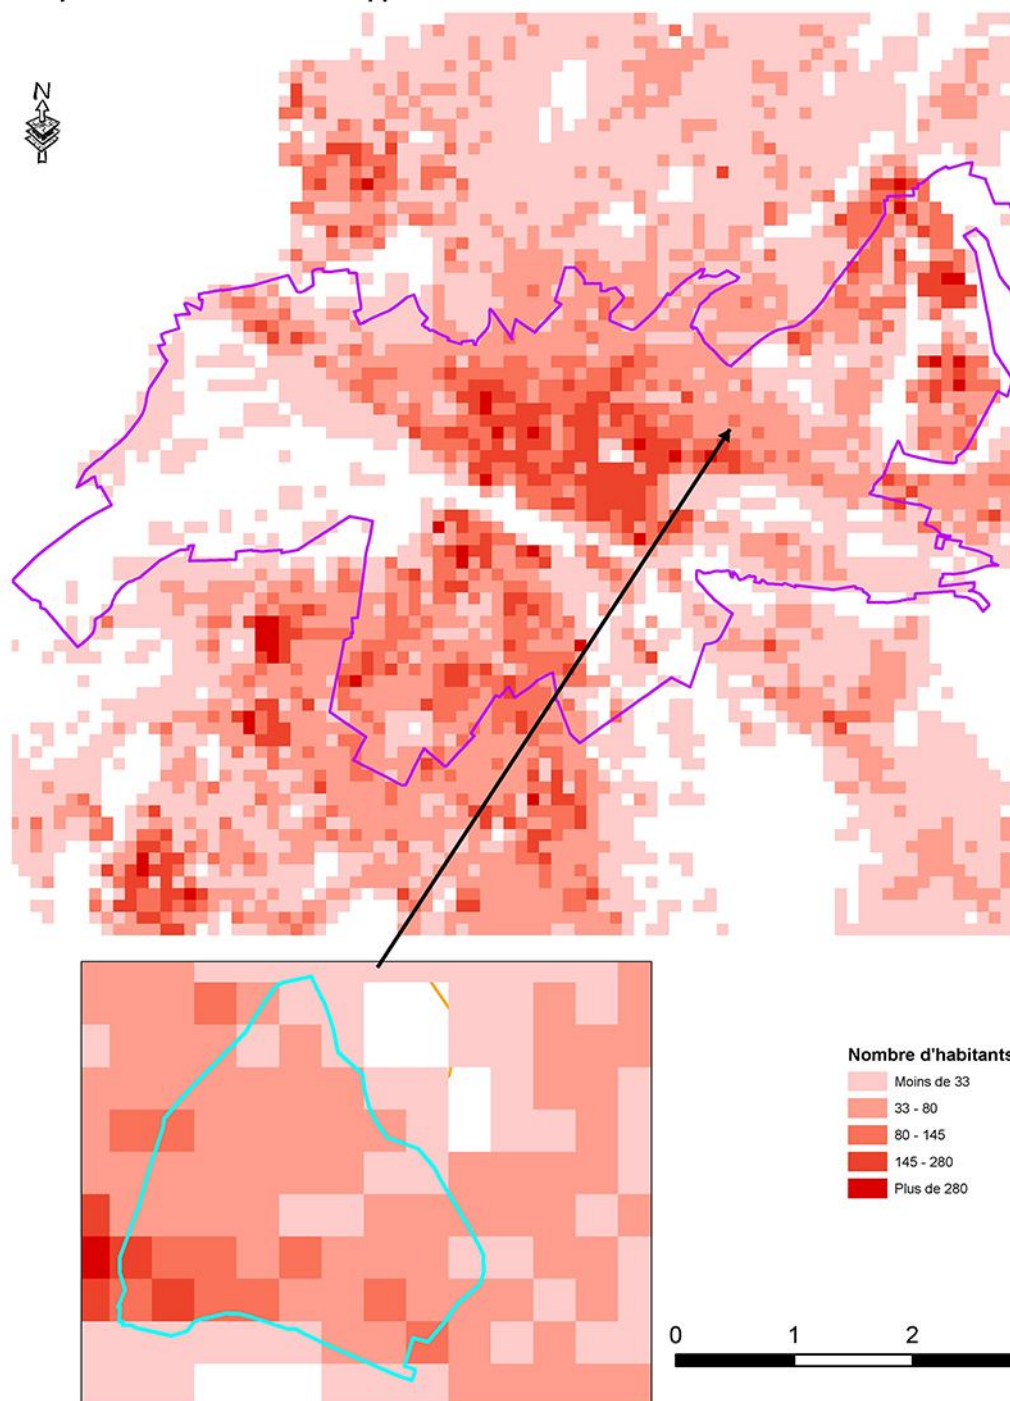 N
Nombre d'habitants
Moins de 33
33 - 80
80 - 145
145 - 280
Plus de 280
0 1 2